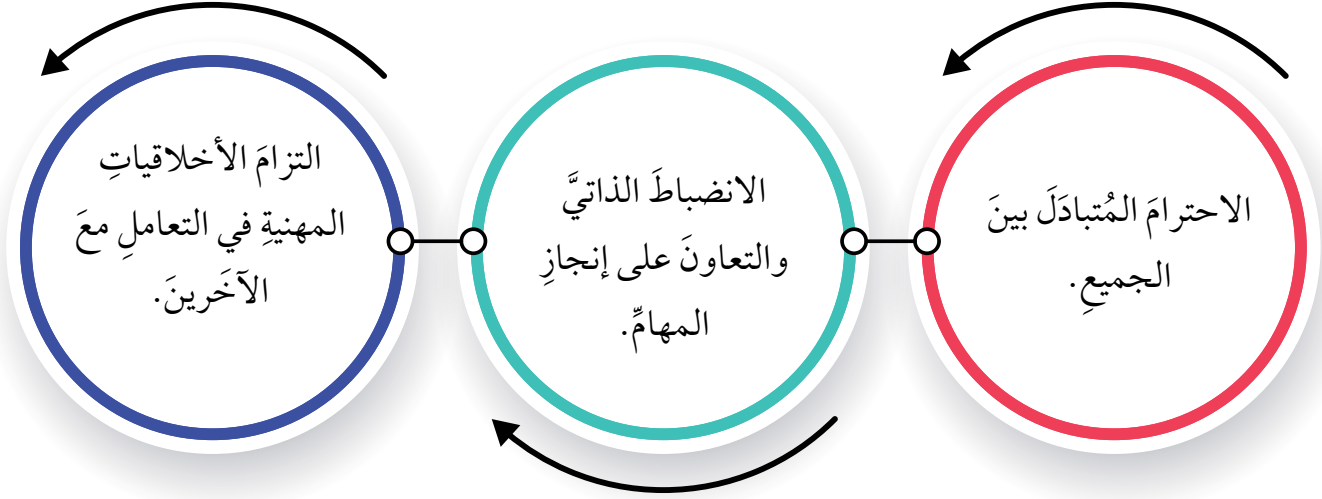 الاحترامَ المُتبادَلَ بينَ
الجميعِ.
الانضباطَ الذاتيَّ
والتعاونَ على إنجازِ
المهامِّ.
التزامَ الأخلاقياتِ
المهنيةِ في التعاملِ معَ
الآخَرينَ.